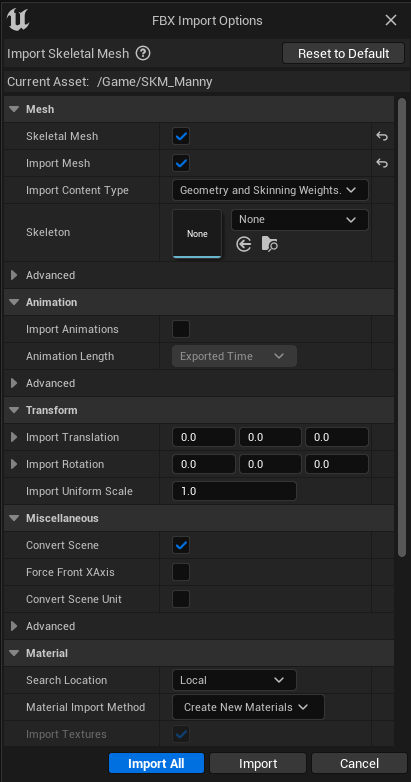 FBX Import Options
Import Skeletal Mesh ? Reset to Default
Current Asset: /Game/SKM_Manny
Mesh
Skeletal Mesh
Import Mesh
Import Content Type Geometry and Skinning Weights.
Skeleton None None
Advanced
Animation
Import Animations
Animation Length Exported Time
Advanced
Transform
Import Translation 0.0 0.0 0.0
Import Rotation 0.0 0.0 0.0
Import Uniform Scale 1.0
Miscellaneous
Convert Scene
Force Front XAxis
Convert Scene Unit
Advanced
Material
Search Location Local
Material Import Method Create New Materials
Import Textures
Import All Import Cancel